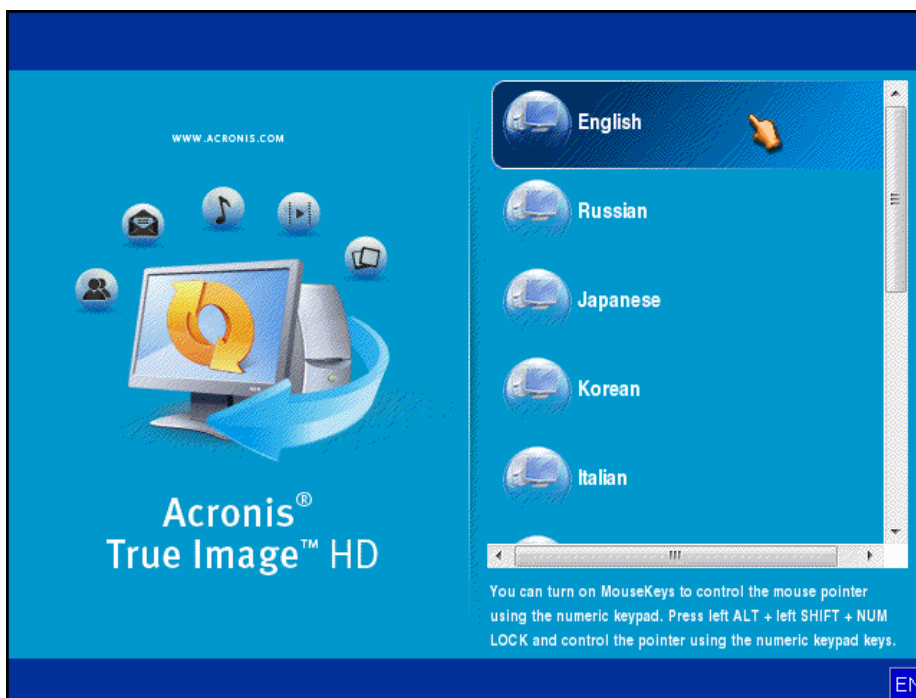 WWW.ACRONIS.COM
Acronis®
True Image™ HD
English
Russian
Japanese
Korean
Italian
You can turn on MouseKeys to control the mouse pointer
using the numeric keypad. Press left ALT + left SHIFT + NUM
LOCK and control the pointer using the numeric keypad keys.
EN